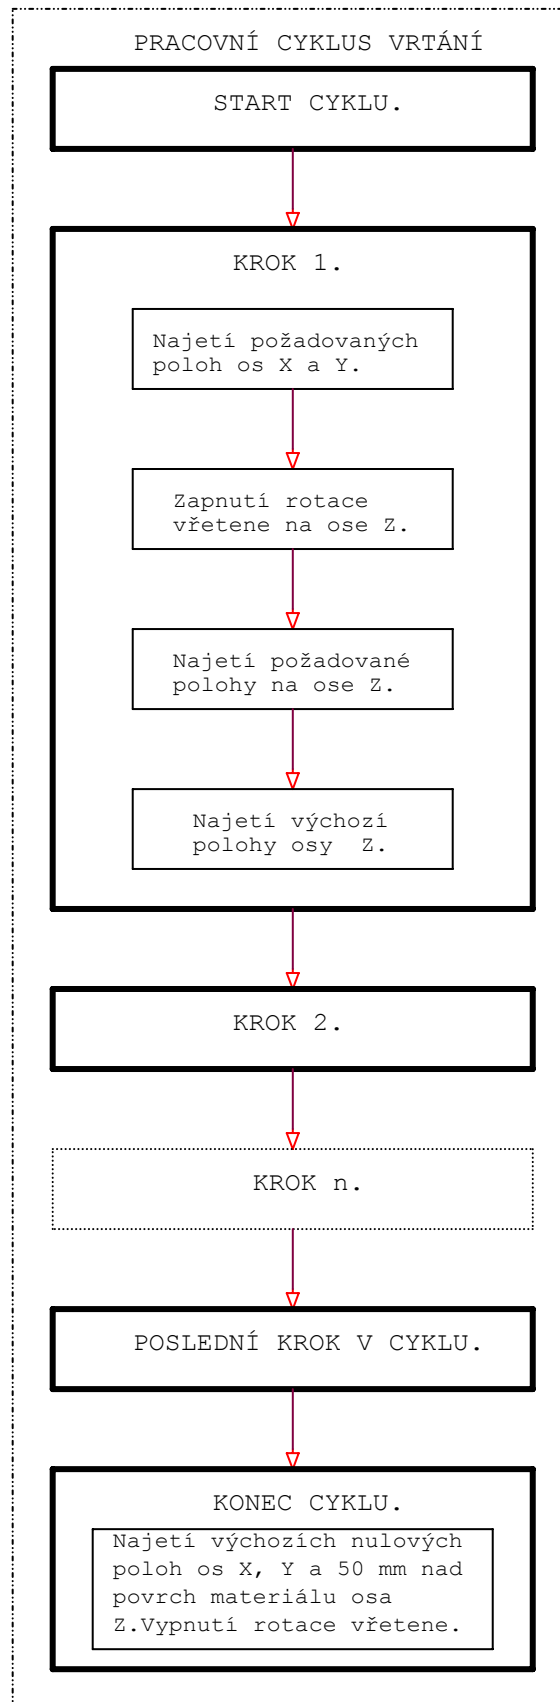 PRACOVNÍ CYKLUS VRTÁNÍ
START CYKLU.
KROK 1.
Najetí požadovaných
poloh os X a Y.
Zapnutí rotace
vřetene na ose Z.
Najetí požadované
polohy na ose Z.
Najetí výchozí
polohy osy  Z.
KROK 2.
KROK n.
POSLEDNÍ KROK V CYKLU.
KONEC CYKLU.
Najetí výchozích nulových
poloh os X, Y a 50 mm nad
povrch materiálu osa
Z.Vypnutí rotace vřetene.